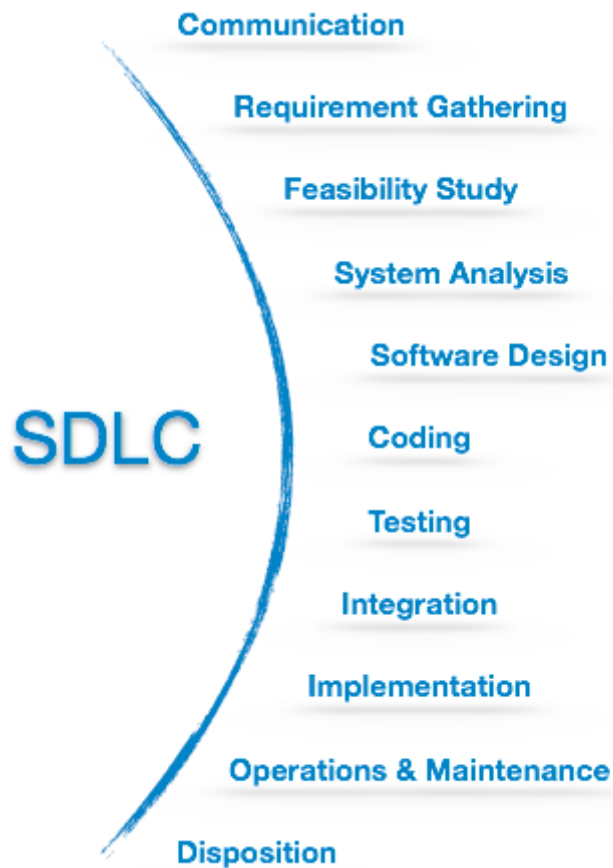 Communication
Requirement Gathering
Feasibility Study
System Analysis
Software Design
SDLC
Coding
Testing
Integration
Implementation
Operations & Maintenance
Disposition